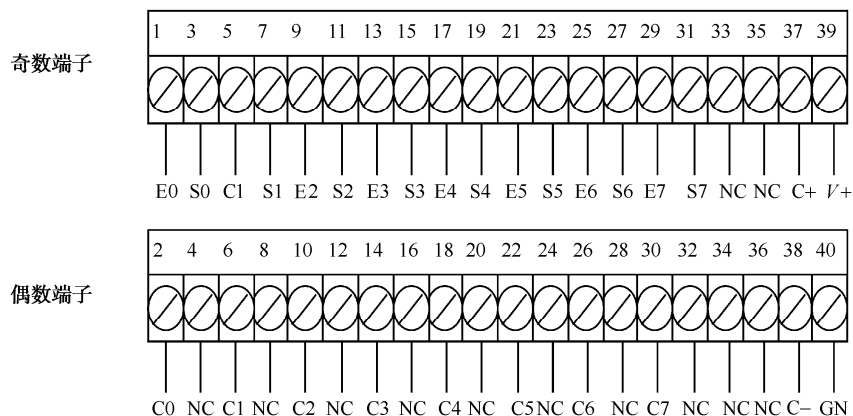 1 3 5 7 9 11 13 15 17 19 21 23 25 27 29 31 33 35 37 39
奇数端子
E0 S0 C1 S1 E2 S2 E3 S3 E4 S4 E5 S5 E6 S6 E7 S7 NC NC C+ V+
2 4 6 8 10 12 14 16 18 20 22 24 26 28 30 32 34 36 38 40
偶数端子
C0 NC C1 NC C2 NC C3 NC C4 NC C5 NC C6 NC C7 NC NC NC C− GN